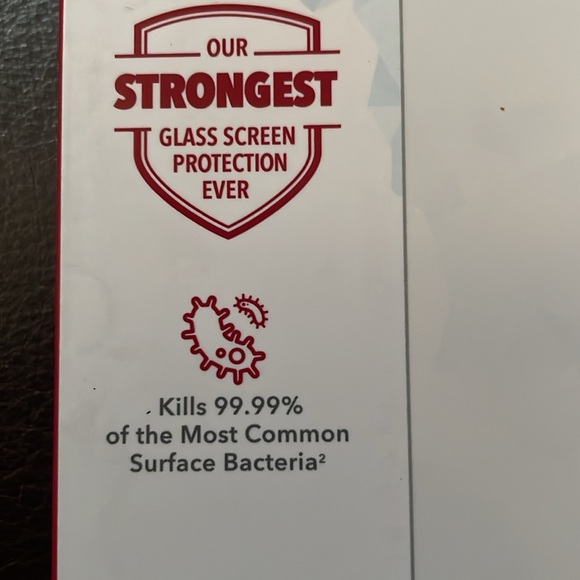 OUR
STRONGEST
GLASS SCREEN
PROTECTION
EVER
Kills 99.99%
of the Most Common
Surface Bacteria²